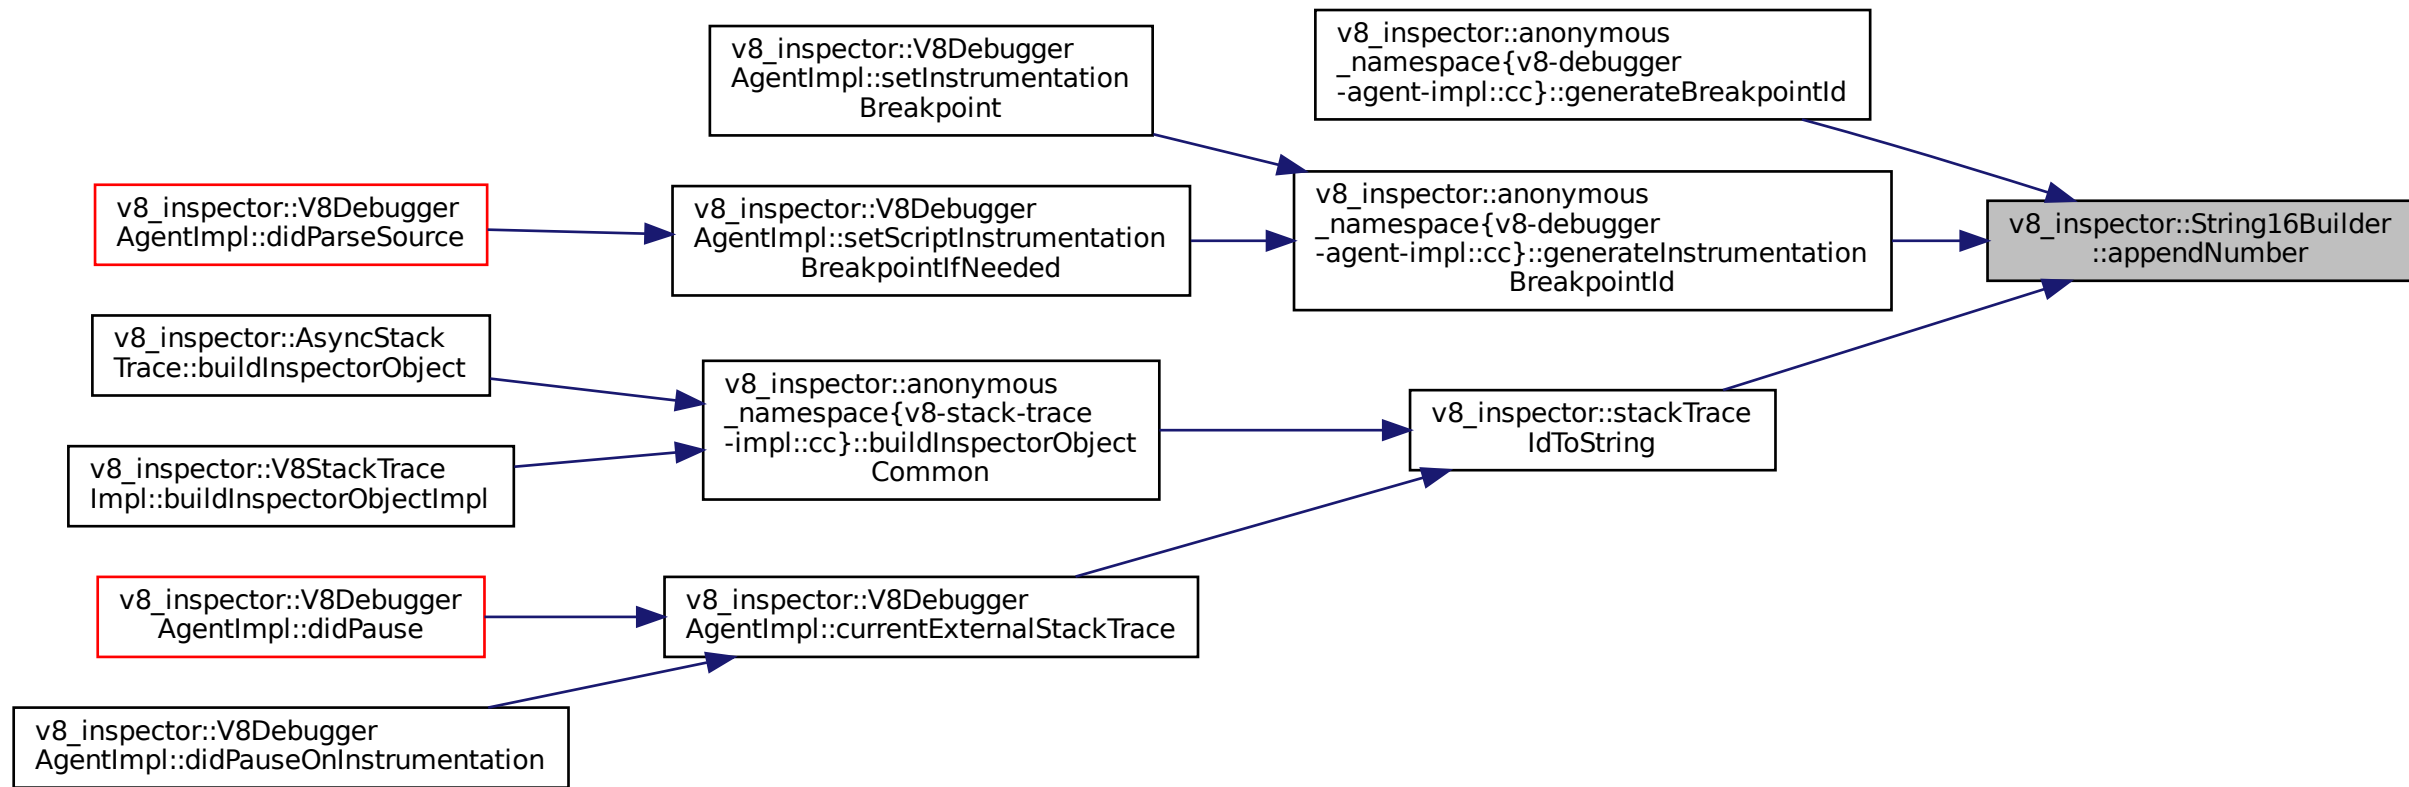 v8_inspector::anonymous
_namespace{v8-debugger
-agent-impl::cc}::generateBreakpointId
v8_inspector::V8Debugger
AgentImpl::setInstrumentation
Breakpoint
v8_inspector::V8Debugger
AgentImpl::didParseSource
v8_inspector::V8Debugger
AgentImpl::setScriptInstrumentation
BreakpointIfNeeded
v8_inspector::anonymous
_namespace{v8-debugger
-agent-impl::cc}::generateInstrumentation
BreakpointId
v8_inspector::String16Builder
::appendNumber
v8_inspector::AsyncStack
Trace::buildInspectorObject
v8_inspector::V8StackTrace
Impl::buildInspectorObjectImpl
v8_inspector::anonymous
_namespace{v8-stack-trace
-impl::cc}::buildInspectorObject
Common
v8_inspector::stackTrace
IdToString
v8_inspector::V8Debugger
AgentImpl::didPause
v8_inspector::V8Debugger
AgentImpl::currentExternalStackTrace
v8_inspector::V8Debugger
AgentImpl::didPauseOnInstrumentation